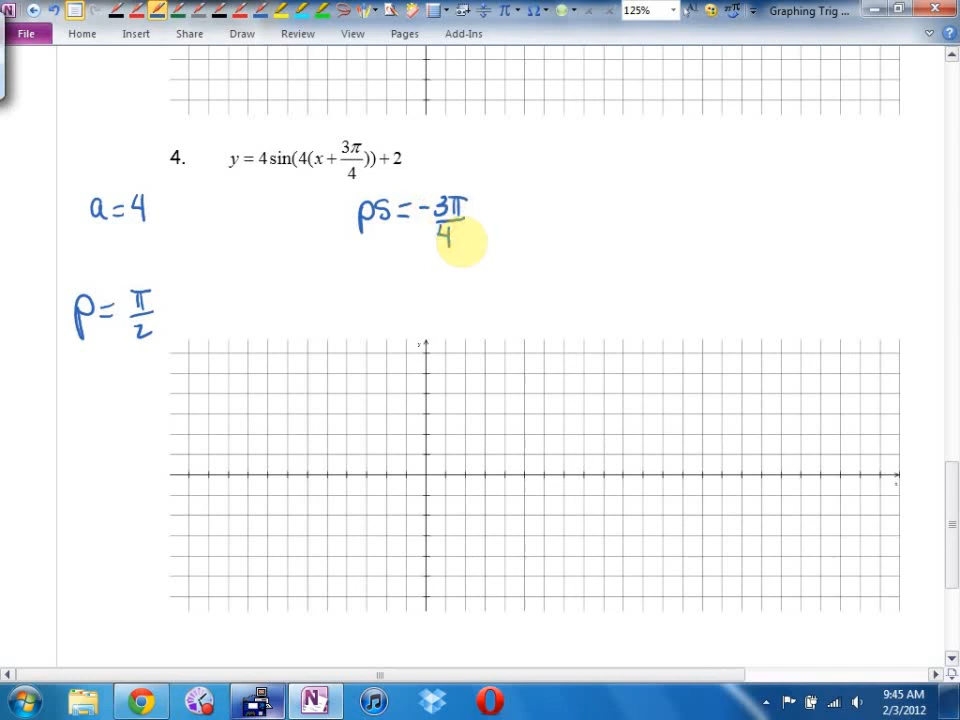 125%
Graphing Trig ...
File Home Insert Share Draw Review View Pages Add-Ins
4. y = 4 sin(4(x + 3π/4)) + 2
a = 4
ps = -3π/4
p = π/2
y
x
9:45 AM
2/3/2012